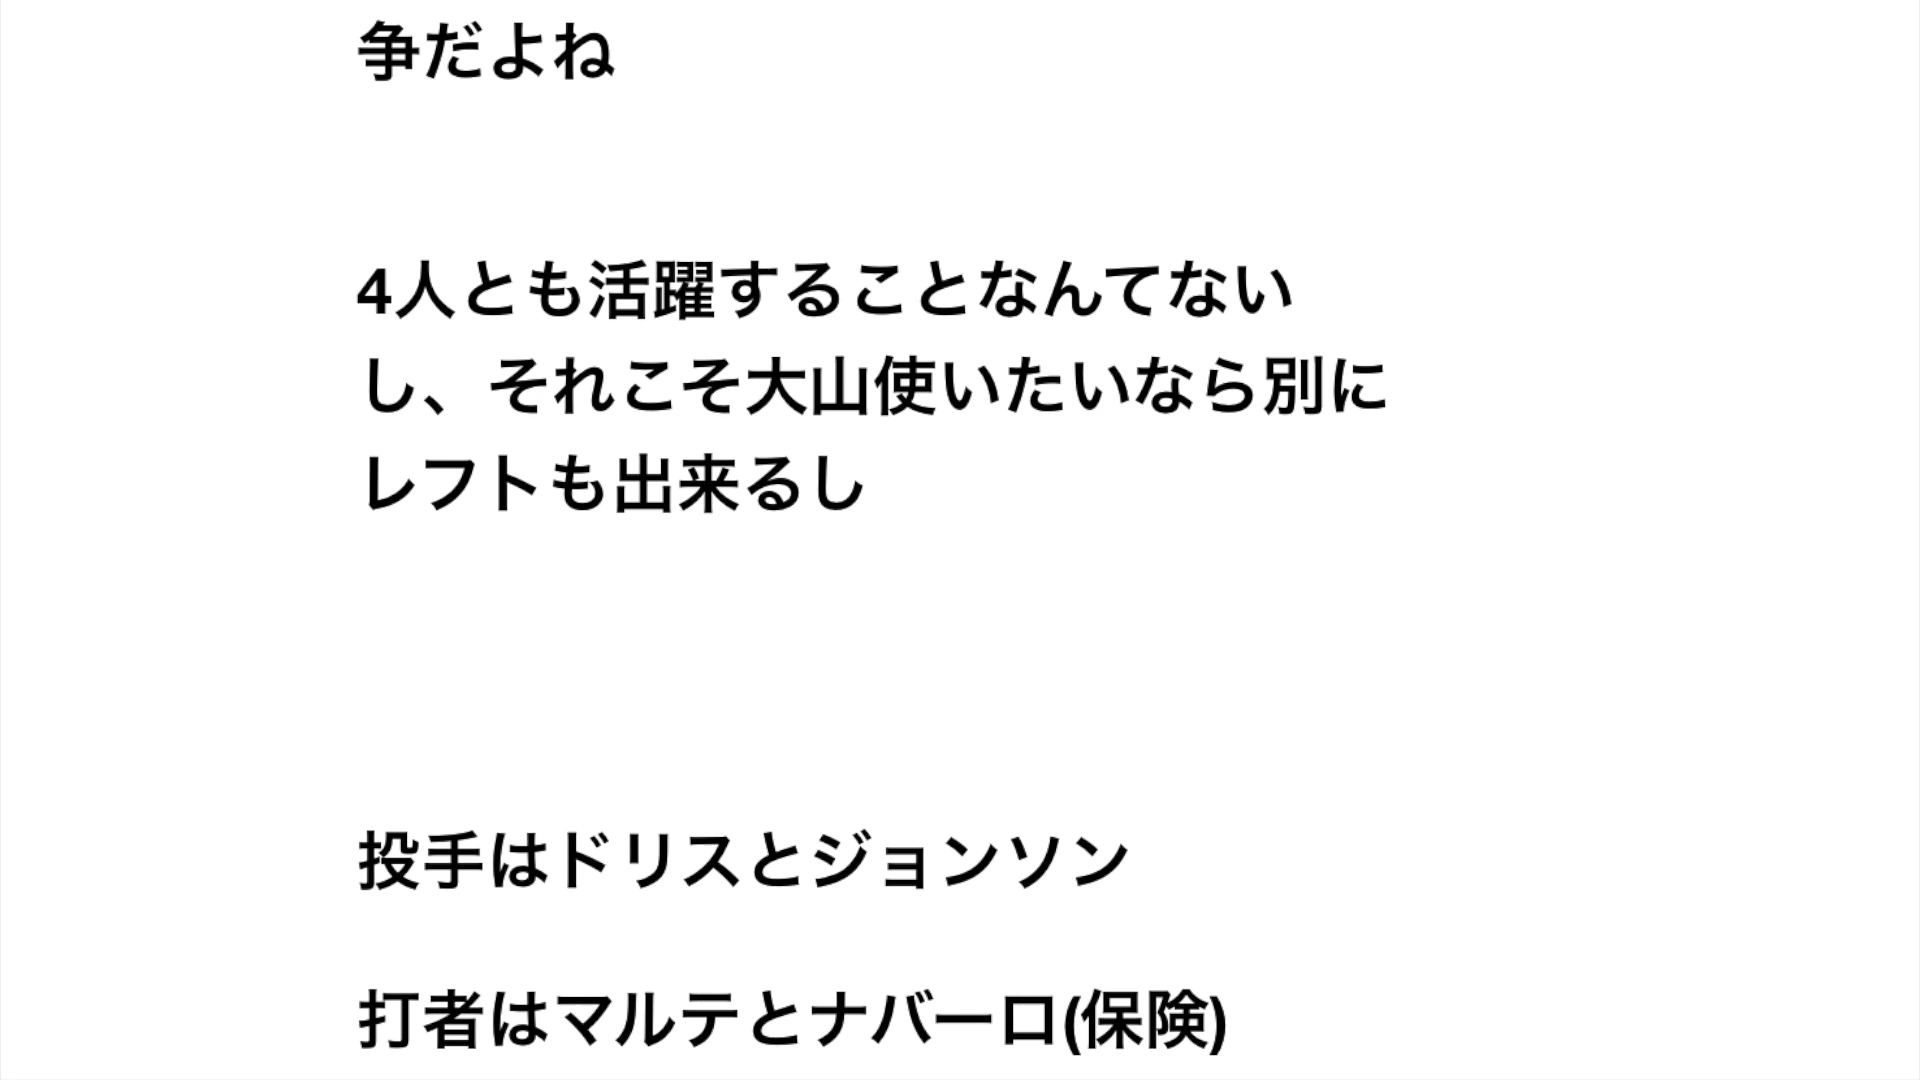 争だよね
4人とも活躍することなんてない
し、それこそ大山使いたいなら別に
レフトも出来るし
投手はドリスとジョンソン
打者はマルテとナバーロ(保険)